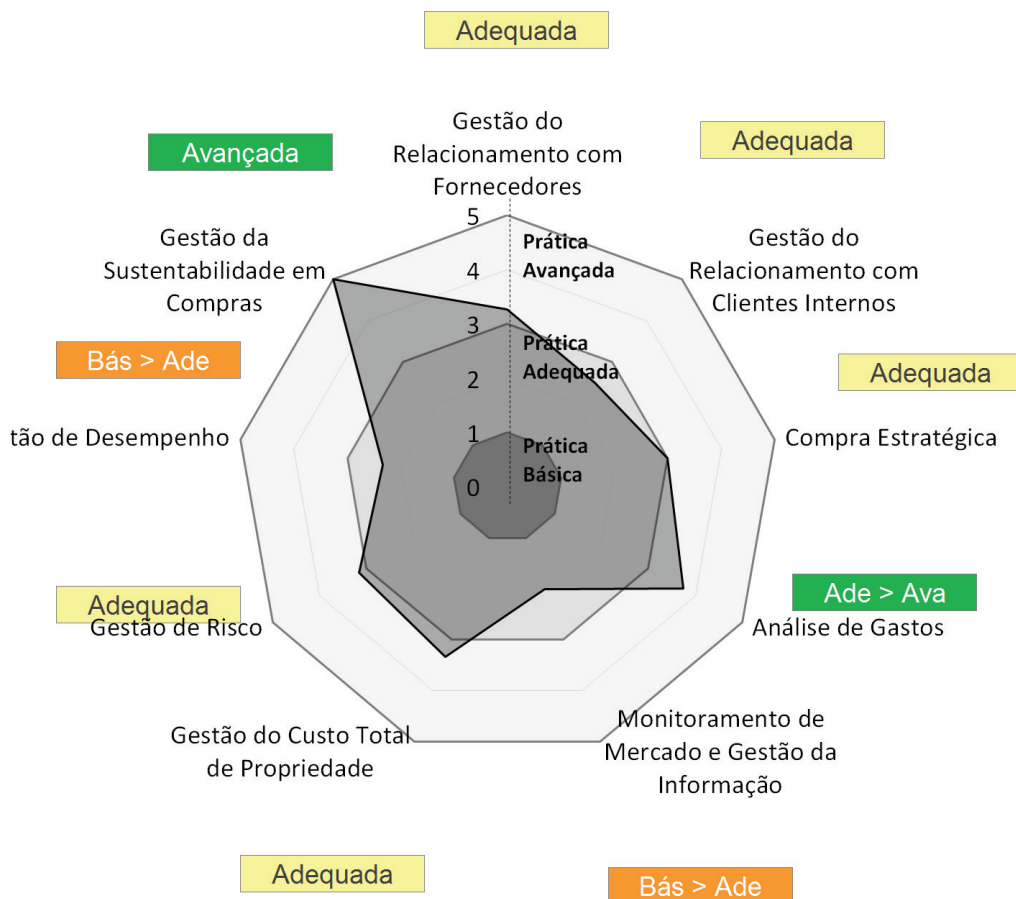 Adequada
Gestão do
Relacionamento com
Fornecedores
Adequada
Avançada
Gestão da
Sustentabilidade em
Compras
5
4
3
2
1
0
Prática
Avançada
Prática
Adequada
Prática
Básica
Gestão do
Relacionamento com
Clientes Internos
Bás > Ade
tão de Desempenho
Adequada
Compra Estratégica
Adequada
Gestão de Risco
Ade > Ava
Análise de Gastos
Gestão do Custo Total
de Propriedade
Monitoramento de
Mercado e Gestão da
Informação
Adequada
Bás > Ade